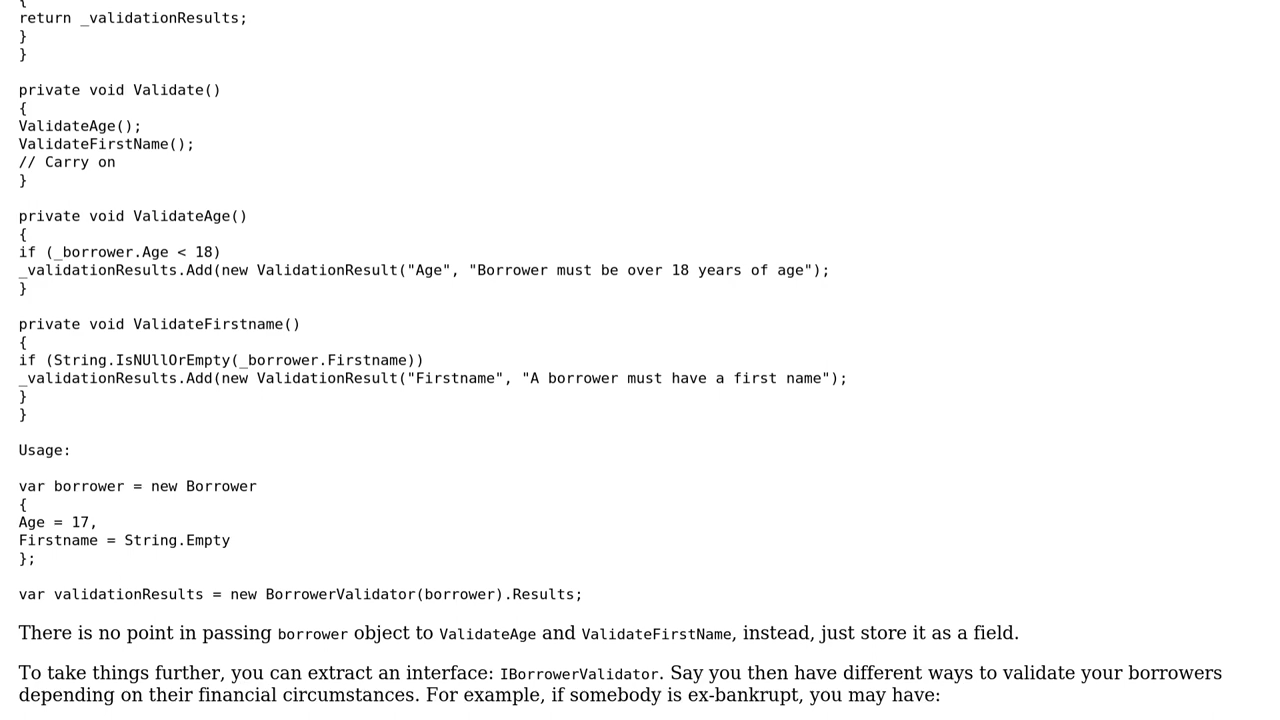 {
return _validationResults;
}
}
private void Validate()
{
ValidateAge();
ValidateFirstName();
// Carry on
}
private void ValidateAge()
{
if (_borrower.Age < 18)
_validationResults.Add(new ValidationResult("Age", "Borrower must be over 18 years of age");
}
private void ValidateFirstname()
{
if (String.IsNUllOrEmpty(_borrower.Firstname))
_validationResults.Add(new ValidationResult("Firstname", "A borrower must have a first name");
}
}
Usage:
var borrower = new Borrower
{
Age = 17,
Firstname = String.Empty
};
var validationResults = new BorrowerValidator(borrower).Results;
There is no point in passing borrower object to ValidateAge and ValidateFirstName, instead, just store it as a field.
To take things further, you can extract an interface: IBorrowerValidator. Say you then have different ways to validate your borrowers
depending on their financial circumstances. For example, if somebody is ex-bankrupt, you may have: